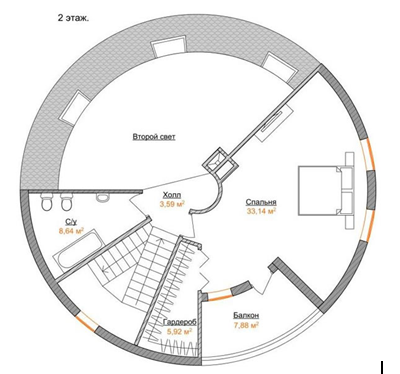 2 этаж.
Второй свет
Холл
3,59 м²
Спальня
33,14 м²
С/у
8,64 м²
Гардероб
5,92 м²
Балкон
7,88 м²